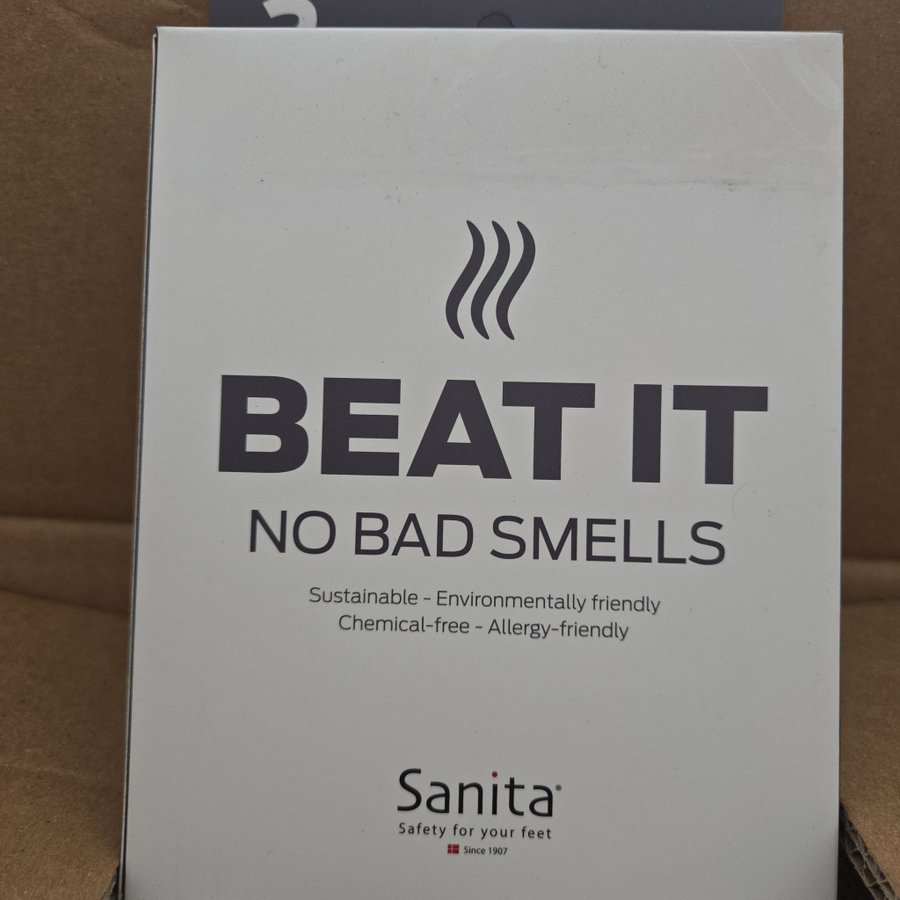 BEAT IT
NO BAD SMELLS
Sustainable - Environmentally friendly
Chemical-free - Allergy-friendly
Sanita®
Safety for your feet
Since 1907